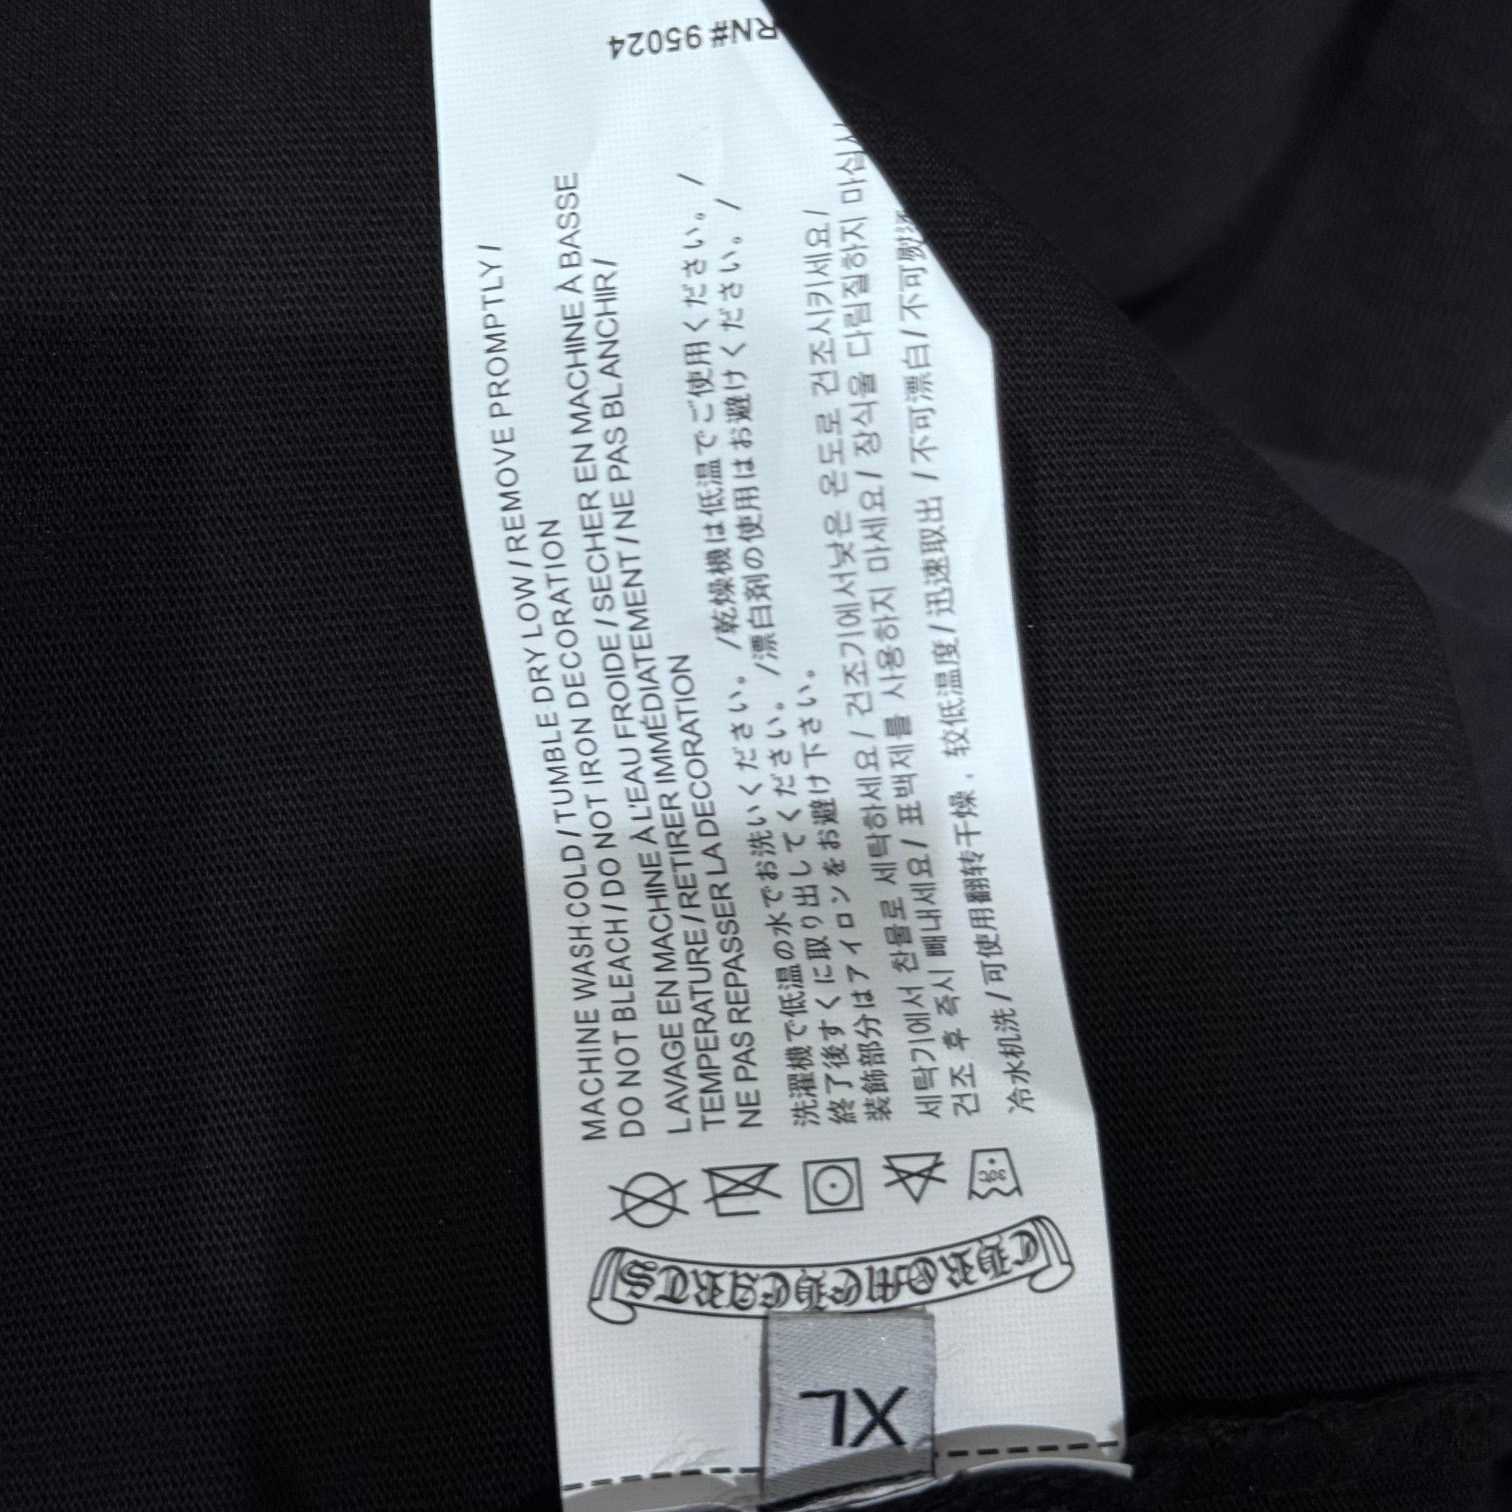 XL
CHROME HEARTS
MACHINE WASH COLD / TUMBLE DRY LOW / REMOVE PROMPTLY /
DO NOT BLEACH / DO NOT IRON DECORATION
LAVAGE EN MACHINE À L'EAU FROIDE / SECHER EN MACHINE À BASSE
TEMPERATURE / RETIRER IMMÉDIATEMENT / NE PAS BLANCHIR /
NE PAS REPASSER LA DECORATION
洗濯機で低温の水でお洗いください。 /乾燥機は低温でご使用ください。 /
終了後すぐに取り出してください。 /漂白剤の使用はお避けください。 /
装飾部分はアイロンをお避け下さい。
세탁기에서 찬물로 세탁하세요/ 건조기에서낮은 온도로 건조시키세요/
건조 후 즉시 빼내세요/ 표백제를 사용하지 마세요/ 장식을 다림질하지 마십시
冷水机洗 / 可使用翻转干燥，较低温度 / 迅速取出 / 不可漂白 / 不可熨
RN# 95024